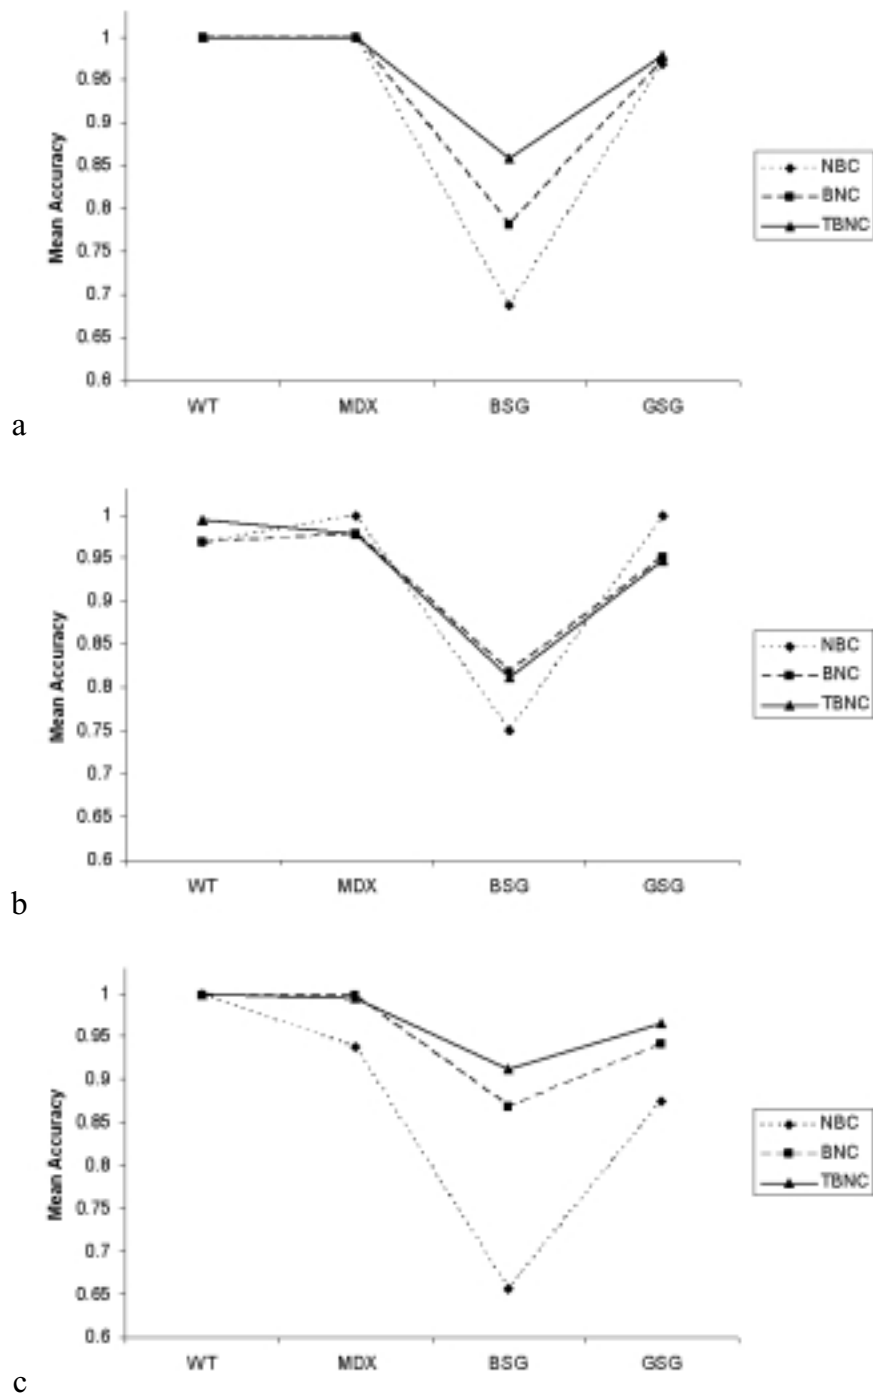 1
0.95
0.9
0.85
0.8
0.75
0.7
0.65
0.6
Mean Accuracy
WT
MDX
BSG
GSG
NBC
BNC
TBNC
a
1
0.95
0.9
0.85
0.8
0.75
0.7
0.65
0.6
Mean Accuracy
WT
MDX
BSG
GSG
NBC
BNC
TBNC
b
1
0.95
0.9
0.85
0.8
0.75
0.7
0.65
0.6
Mean Accuracy
WT
MDX
BSG
GSG
NBC
BNC
TBNC
c